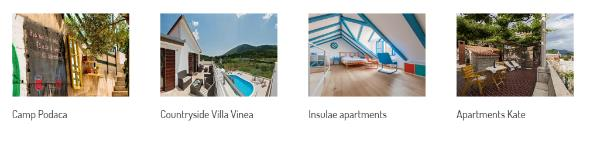 Camp Podaca
Countryside Villa Vinea
Insulae apartments
Apartments Kate